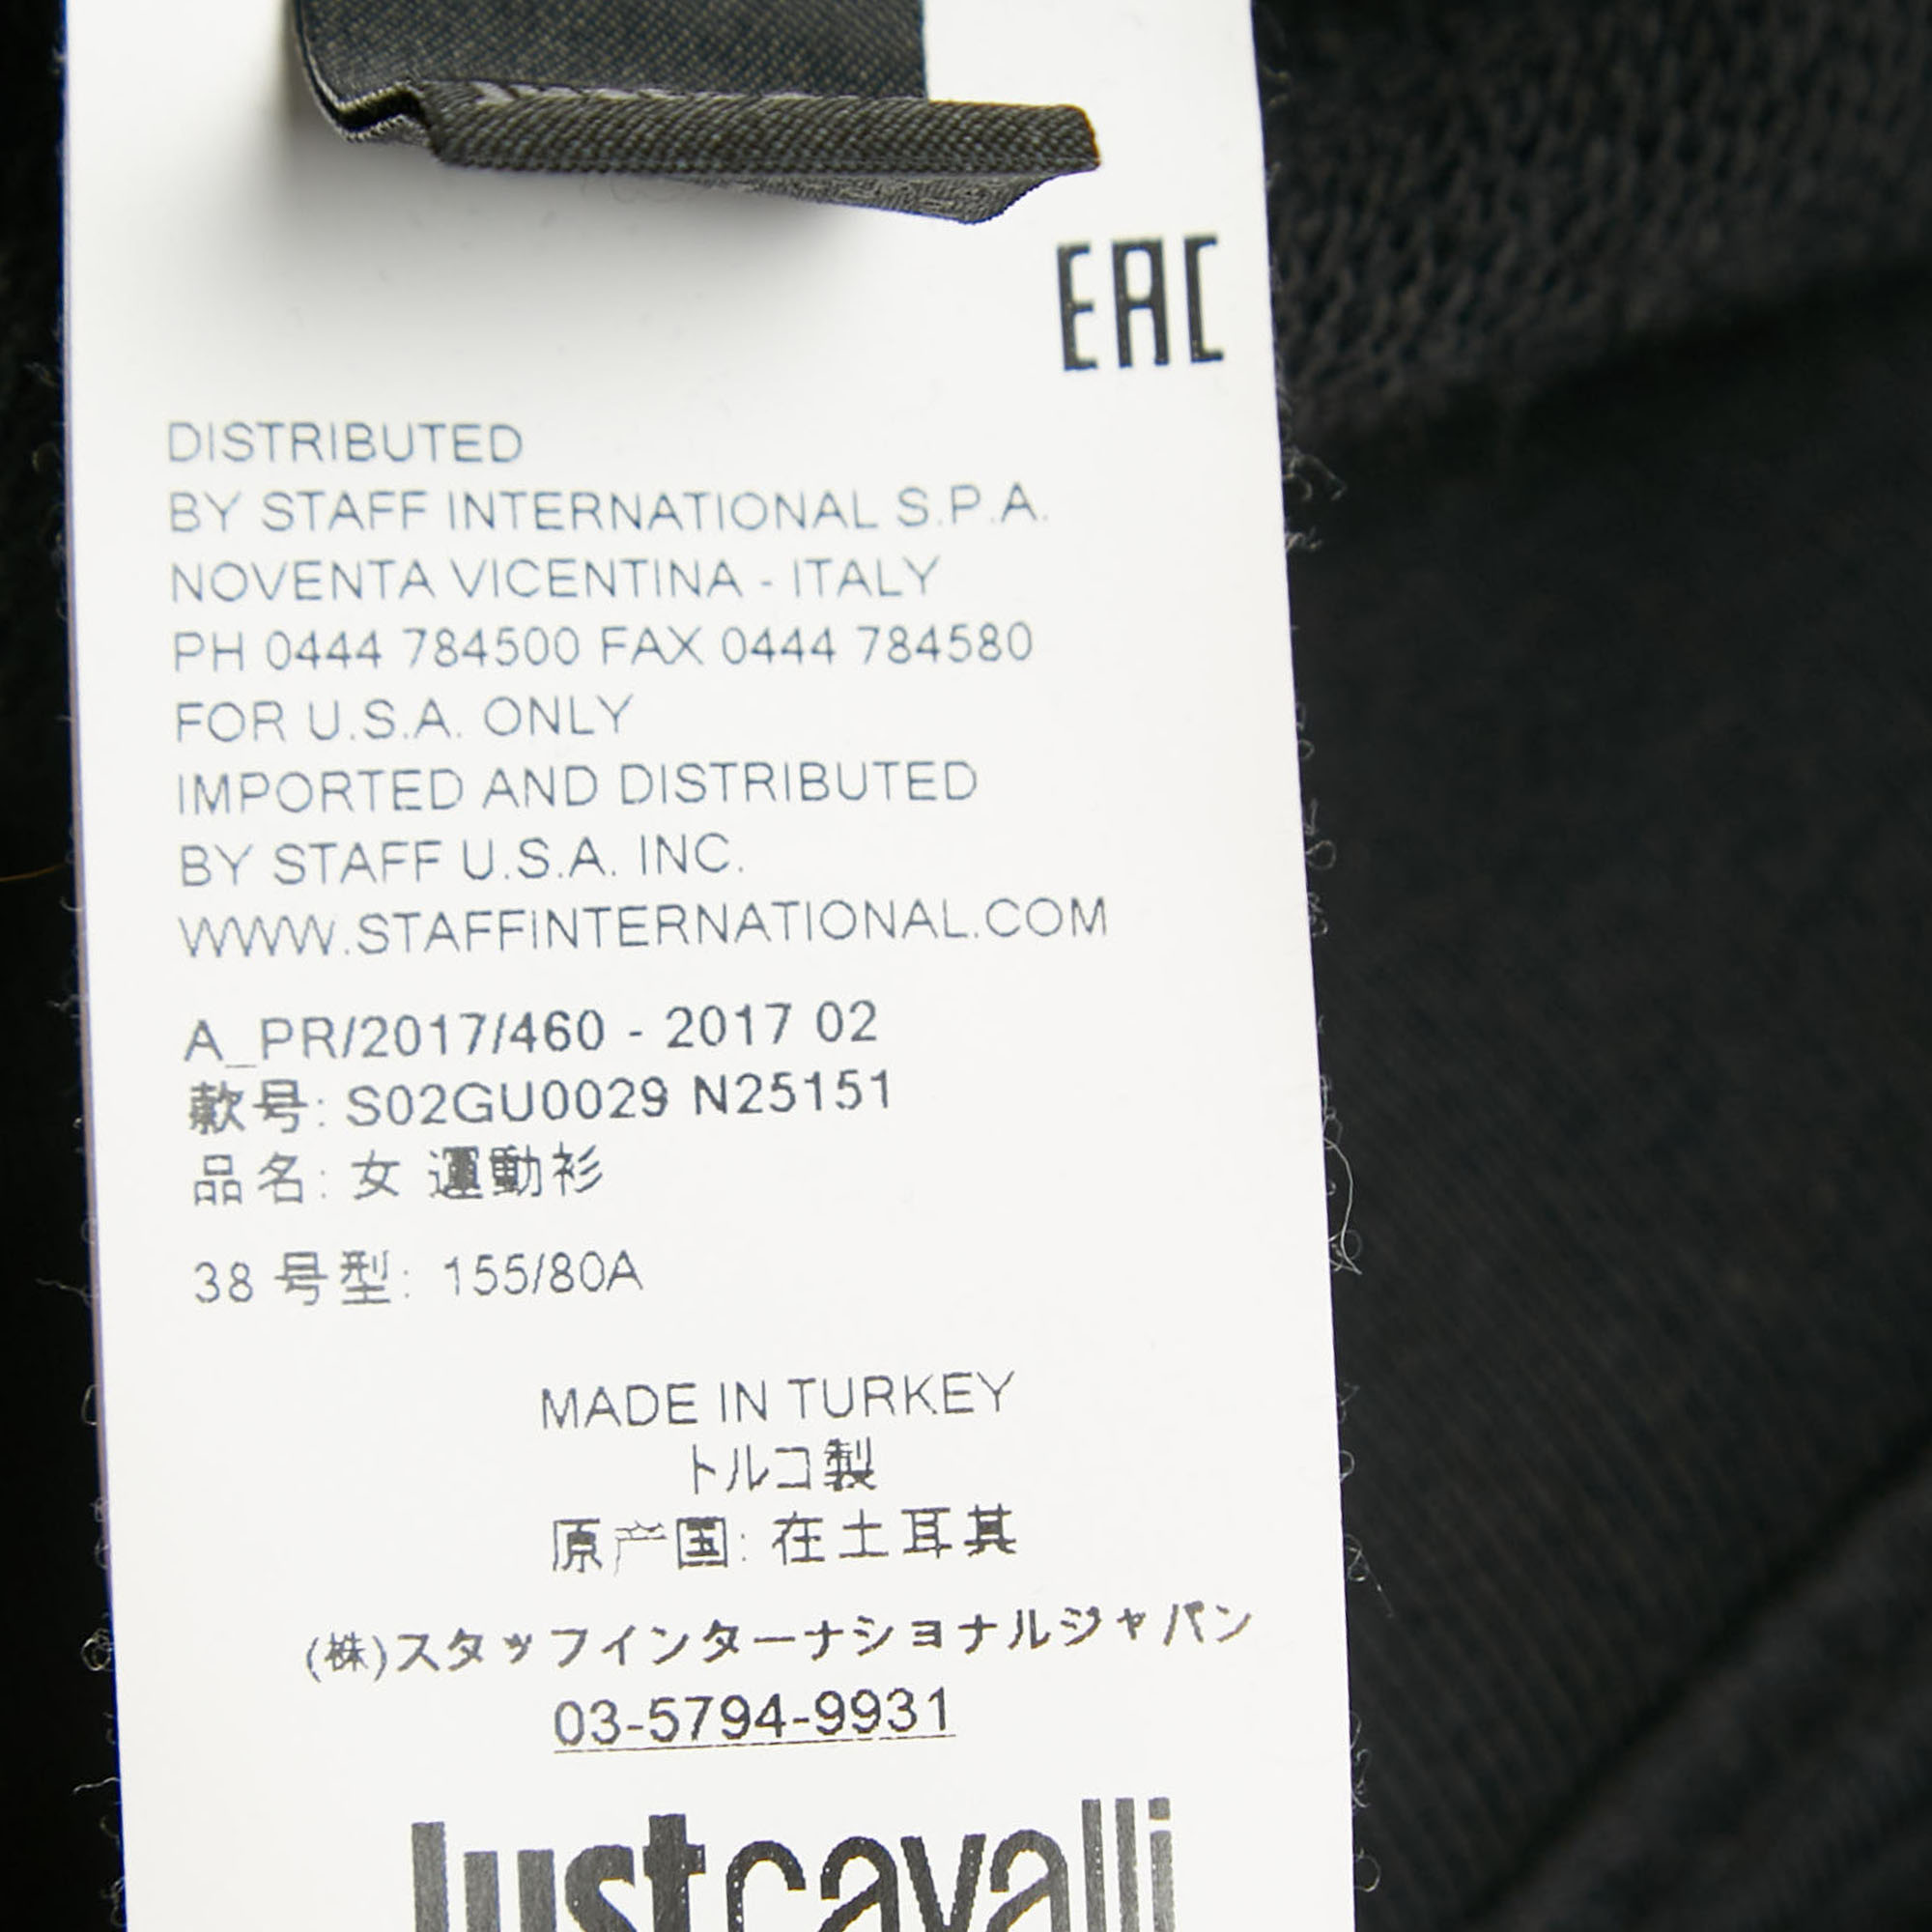 EAC
DISTRIBUTED
BY STAFF INTERNATIONAL S.P.A.
NOVENTA VICENTINA - ITALY
PH 0444 784500 FAX 0444 784580
FOR U.S.A. ONLY
IMPORTED AND DISTRIBUTED
BY STAFF U.S.A. INC.
WWW.STAFFINTERNATIONAL.COM
A_PR/2017/460 - 2017 02
款号: S02GU0029 N25151
品名: 女 運動衫
38 号型: 155/80A
MADE IN TURKEY
トルコ製
原产国: 在土耳其
(株)スタッフインターナショナルジャパン
03-5794-9931
Justcavalli